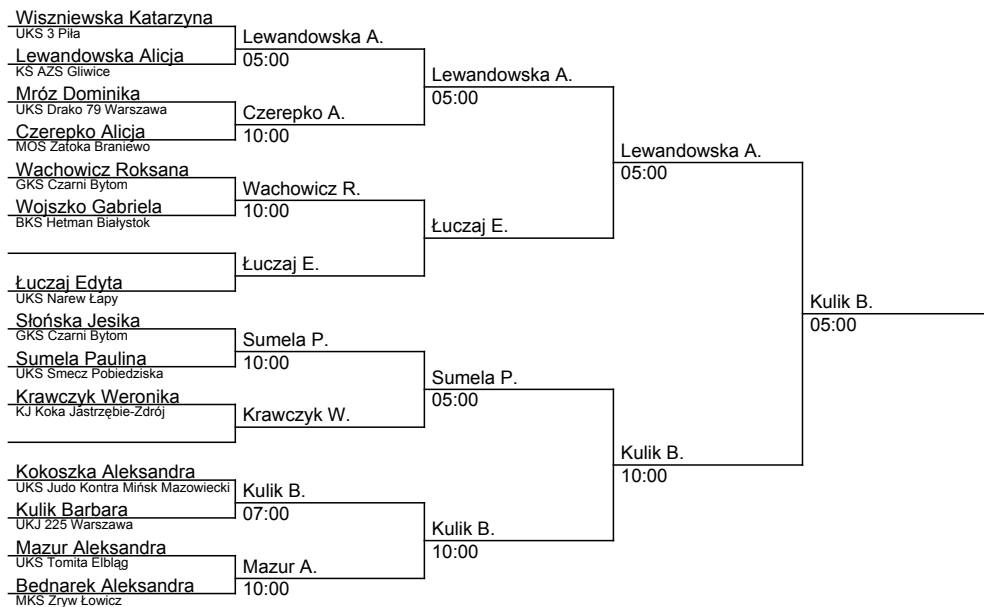 Wiszniewska Katarzyna
UKS 3 Piła
Lewandowska Alicja
KS AZS Gliwice
Mróz Dominika
UKS Drako 79 Warszawa
Czerepko Alicja
MOS Zatoka Braniewo
Wachowicz Roksana
GKS Czarni Bytom
Wojszko Gabriela
BKS Hetman Białystok
Łuczaj Edyta
UKS Narew Łapy
Słońska Jesika
GKS Czarni Bytom
Sumela Paulina
UKS Smecz Pobiedziska
Krawczyk Weronika
KJ Koka Jastrzębie-Zdrój
Kokoszka Aleksandra
UKS Judo Kontra Mińsk Mazowiecki
Kulik Barbara
UKJ 225 Warszawa
Mazur Aleksandra
UKS Tomita Elbląg
Bednarek Aleksandra
MKS Zryw Łowicz
Lewandowska A.
05:00
Czerepko A.
10:00
Wachowicz R.
10:00
Łuczaj E.
Sumela P.
10:00
Krawczyk W.
Kulik B.
07:00
Mazur A.
10:00
Lewandowska A.
05:00
Łuczaj E.
Sumela P.
05:00
Kulik B.
10:00
Lewandowska A.
05:00
Kulik B.
10:00
Kulik B.
05:00